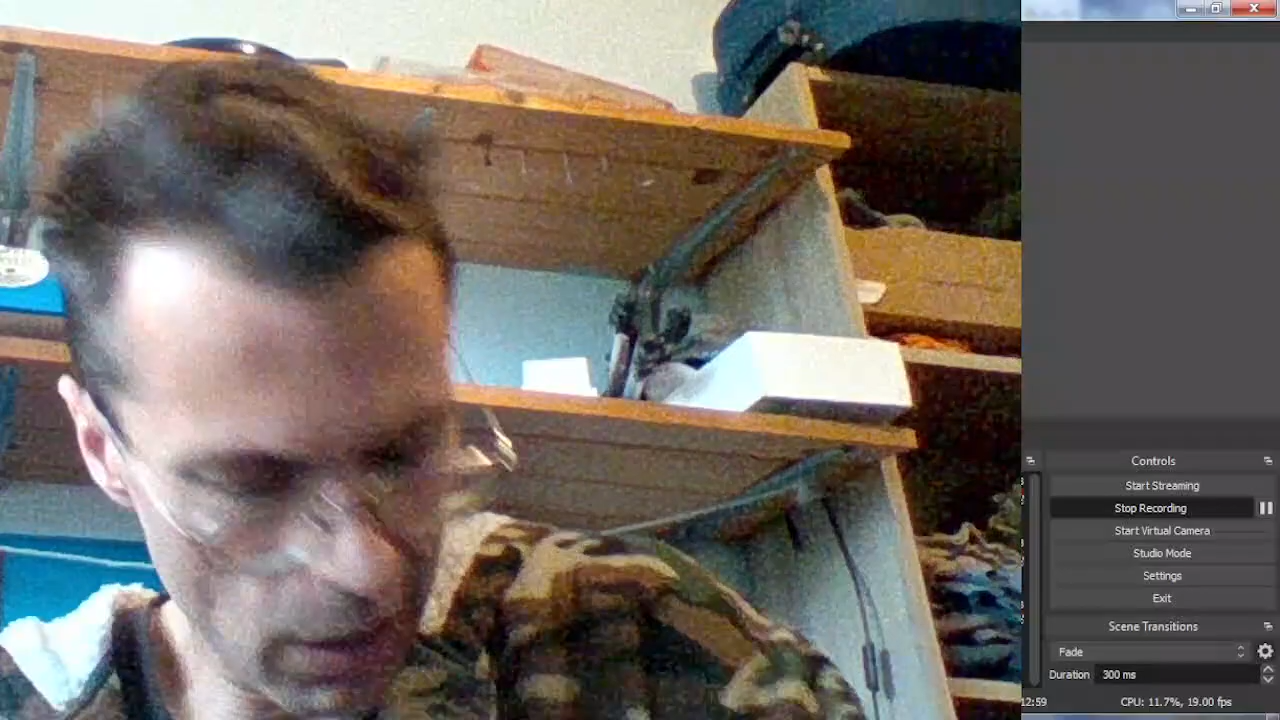 Controls
Start Streaming
Stop Recording
Start Virtual Camera
Studio Mode
Settings
Exit
Scene Transitions
Fade
Duration 300 ms
12:59 CPU: 11.7%, 19.00 fps